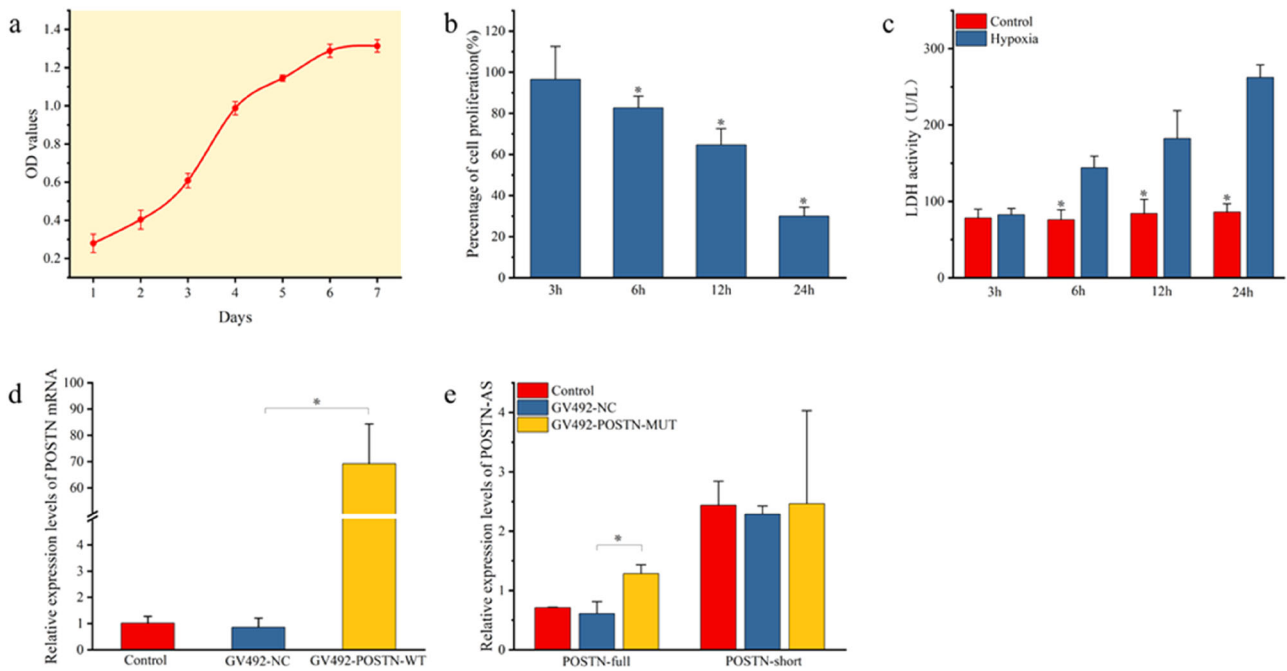 a
OD values
1.4
1.2
1.0
0.8
0.6
0.4
0.2
1 2 3 4 5 6 7
Days
b
Percentage of cell proliferation(%)
120
100
80
60
40
20
0
* * *
3h 6h 12h 24h
c
Control
Hypoxia
LDH activity（U/L）
300
200
100
0
* * *
3h 6h 12h 24h
d
Relative expression levels of POSTN mRNA
100
90
80
70
60
5
4
3
2
1
0
*
Control GV492-NC GV492-POSTN-WT
e
Control
GV492-NC
GV492-POSTN-MUT
Relative expression levels of POSTN-AS
4
3
2
1
0
*
POSTN-full POSTN-short